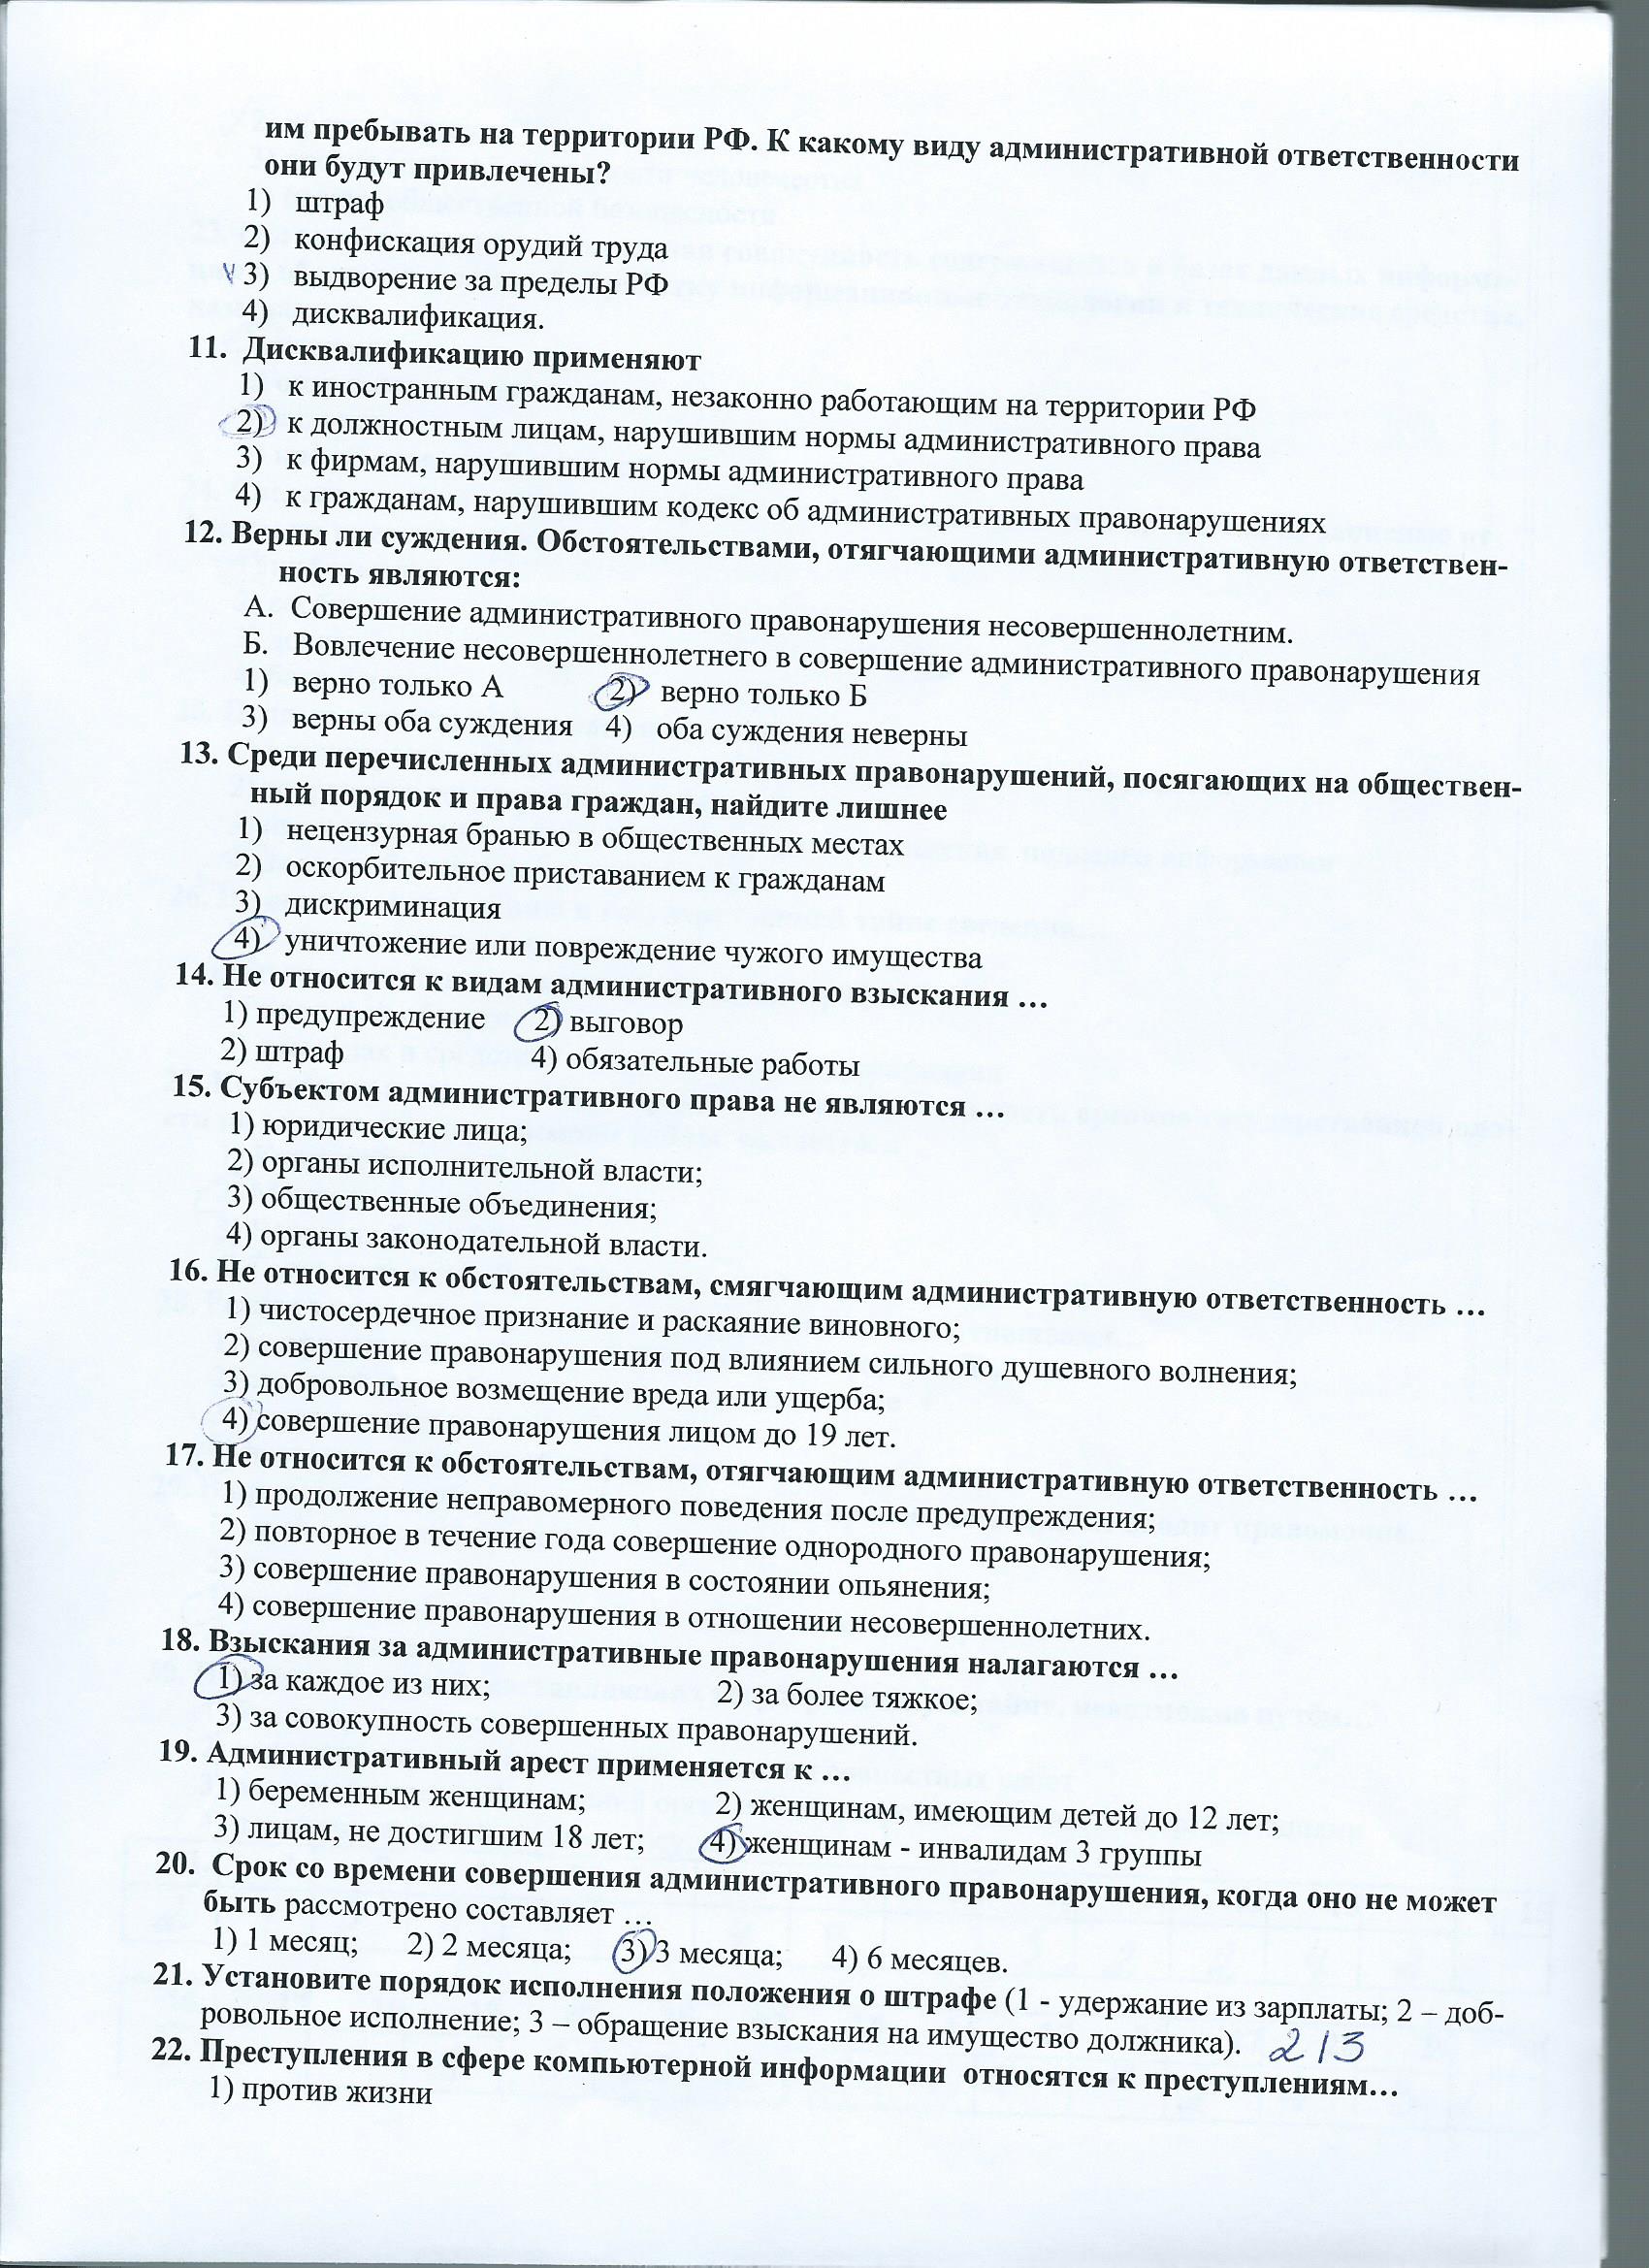 им пребывать на территории РФ. К какому виду административной ответственности
они будут привлечены?
1) штраф
2) конфискация орудий труда
V 3) выдворение за пределы РФ
4) дисквалификация.
11. Дисквалификацию применяют
1) к иностранным гражданам, незаконно работающим на территории РФ
2) к должностным лицам, нарушившим нормы административного права
3) к фирмам, нарушившим нормы административного права
4) к гражданам, нарушившим кодекс об административных правонарушениях
12. Верны ли суждения. Обстоятельствами, отягчающими административную ответствен-
ность являются:
А. Совершение административного правонарушения несовершеннолетним.
Б. Вовлечение несовершеннолетнего в совершение административного правонарушения
1) верно только А 2) верно только Б
3) верны оба суждения 4) оба суждения неверны
13. Среди перечисленных административных правонарушений, посягающих на обществен-
ный порядок и права граждан, найдите лишнее
1) нецензурная бранью в общественных местах
2) оскорбительное приставанием к гражданам
3) дискриминация
4) уничтожение или повреждение чужого имущества
14. Не относится к видам административного взыскания …
1) предупреждение 2) выговор
2) штраф 4) обязательные работы
15. Субъектом административного права не являются …
1) юридические лица;
2) органы исполнительной власти;
3) общественные объединения;
4) органы законодательной власти.
16. Не относится к обстоятельствам, смягчающим административную ответственность …
1) чистосердечное признание и раскаяние виновного;
2) совершение правонарушения под влиянием сильного душевного волнения;
3) добровольное возмещение вреда или ущерба;
4) совершение правонарушения лицом до 19 лет.
17. Не относится к обстоятельствам, отягчающим административную ответственность …
1) продолжение неправомерного поведения после предупреждения;
2) повторное в течение года совершение однородного правонарушения;
3) совершение правонарушения в состоянии опьянения;
4) совершение правонарушения в отношении несовершеннолетних.
18. Взыскания за административные правонарушения налагаются …
1) за каждое из них; 2) за более тяжкое;
3) за совокупность совершенных правонарушений.
19. Административный арест применяется к …
1) беременным женщинам; 2) женщинам, имеющим детей до 12 лет;
3) лицам, не достигшим 18 лет; 4) женщинам - инвалидам 3 группы
20. Срок со времени совершения административного правонарушения, когда оно не может
быть рассмотрено составляет …
1) 1 месяц; 2) 2 месяца; 3) 3 месяца; 4) 6 месяцев.
21. Установите порядок исполнения положения о штрафе (1 - удержание из зарплаты; 2 – доб-
ровольное исполнение; 3 – обращение взыскания на имущество должника). 213
22. Преступления в сфере компьютерной информации относятся к преступлениям…
1) против жизни